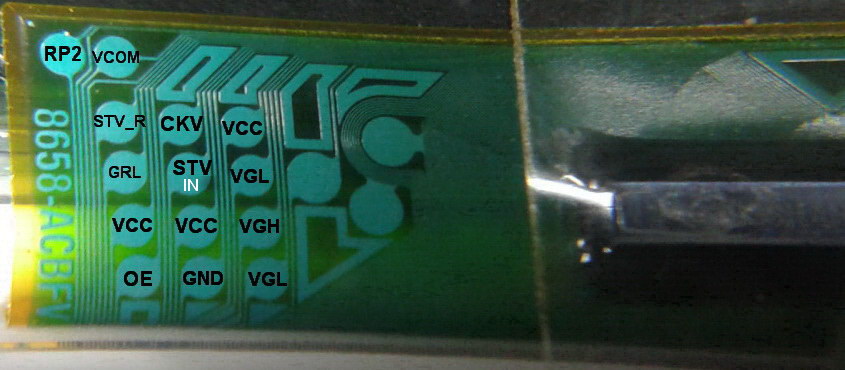 RP2 VCOM
STV_R CKV VCC
GRL STV IN VGL
VCC VCC VGH
OE GND VGL
8658-ACBFV